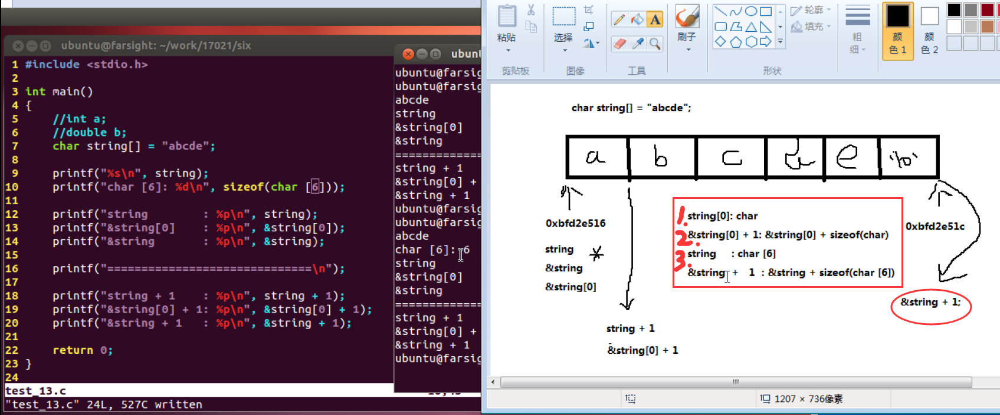 ubuntu@farsight: ~/work/17021/six
1 #include <stdio.h>
2
3 int main()
4 {
5     //int a;
6     //double b;
7     char string[] = "abcde";
8
9     printf("%s\n", string);
10     printf("char [6]: %d\n", sizeof(char [6]));
11
12     printf("string        : %p\n", string);
13     printf("&string[0]    : %p\n", &string[0]);
14     printf("&string       : %p\n", &string);
15
16     printf("==============================\n");
17
18     printf("string + 1    : %p\n", string + 1);
19     printf("&string[0] + 1: %p\n", &string[0] + 1);
20     printf("&string + 1   : %p\n", &string + 1);
21
22     return 0;
23 }
24
test_13.c
"test_13.c" 24L, 527C written
ubunt
ubuntu@farsig
ubuntu@farsig
abcde
string
&string[0]
&string
=============
string + 1
&string[0] +
&string + 1
ubuntu@farsig
ubuntu@farsig
abcde
char [6]: 6
string
&string[0]
&string
=============
string + 1
&string[0] +
&string + 1
ubuntu@farsig
粘贴
选择
A
刷子
轮廓
填充
粗细
颜色 1
颜色 2
剪贴板
图像
工具
形状
char string[] = "abcde";
a b c d e '\0'
0xbfd2e516
string
&string
&string[0]
1. string[0]: char
2. &string[0] + 1: &string[0] + sizeof(char)
3. string : char [6]
&string + 1 : &string + sizeof(char [6])
0xbfd2e51c
&string + 1;
string + 1
&string[0] + 1
1207 × 736像素